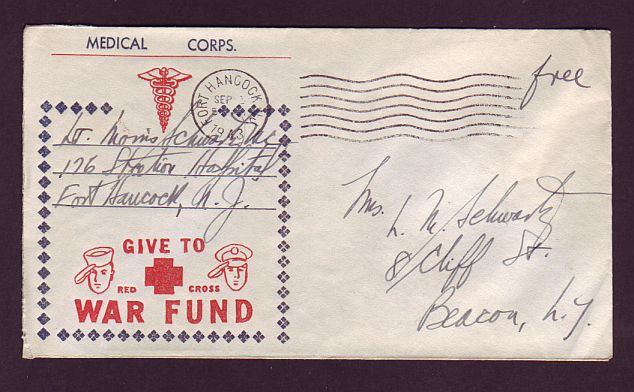 MEDICAL CORPS.
FORT HANCOCK
SEP
1943
free
Lt. Morris Schwartz, MC
176 Station Hospital
Fort Hancock, N.J.
GIVE TO
RED CROSS
WAR FUND
Mrs. L. M. Schwartz
8 Cliff St.
Beacon, N.Y.